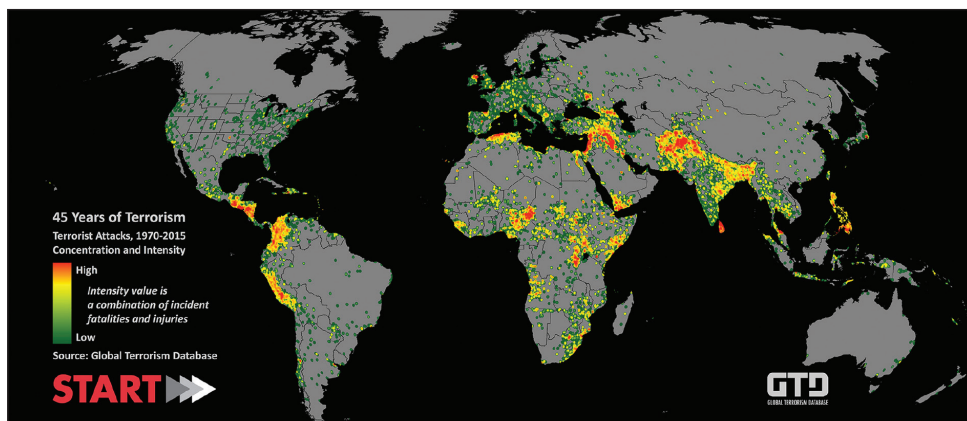 45 Years of Terrorism
Terrorist Attacks, 1970-2015
Concentration and Intensity
High
Intensity value is
a combination of incident
fatalities and injuries
Low
Source: Global Terrorism Database
START
GTD
GLOBAL TERRORISM DATABASE